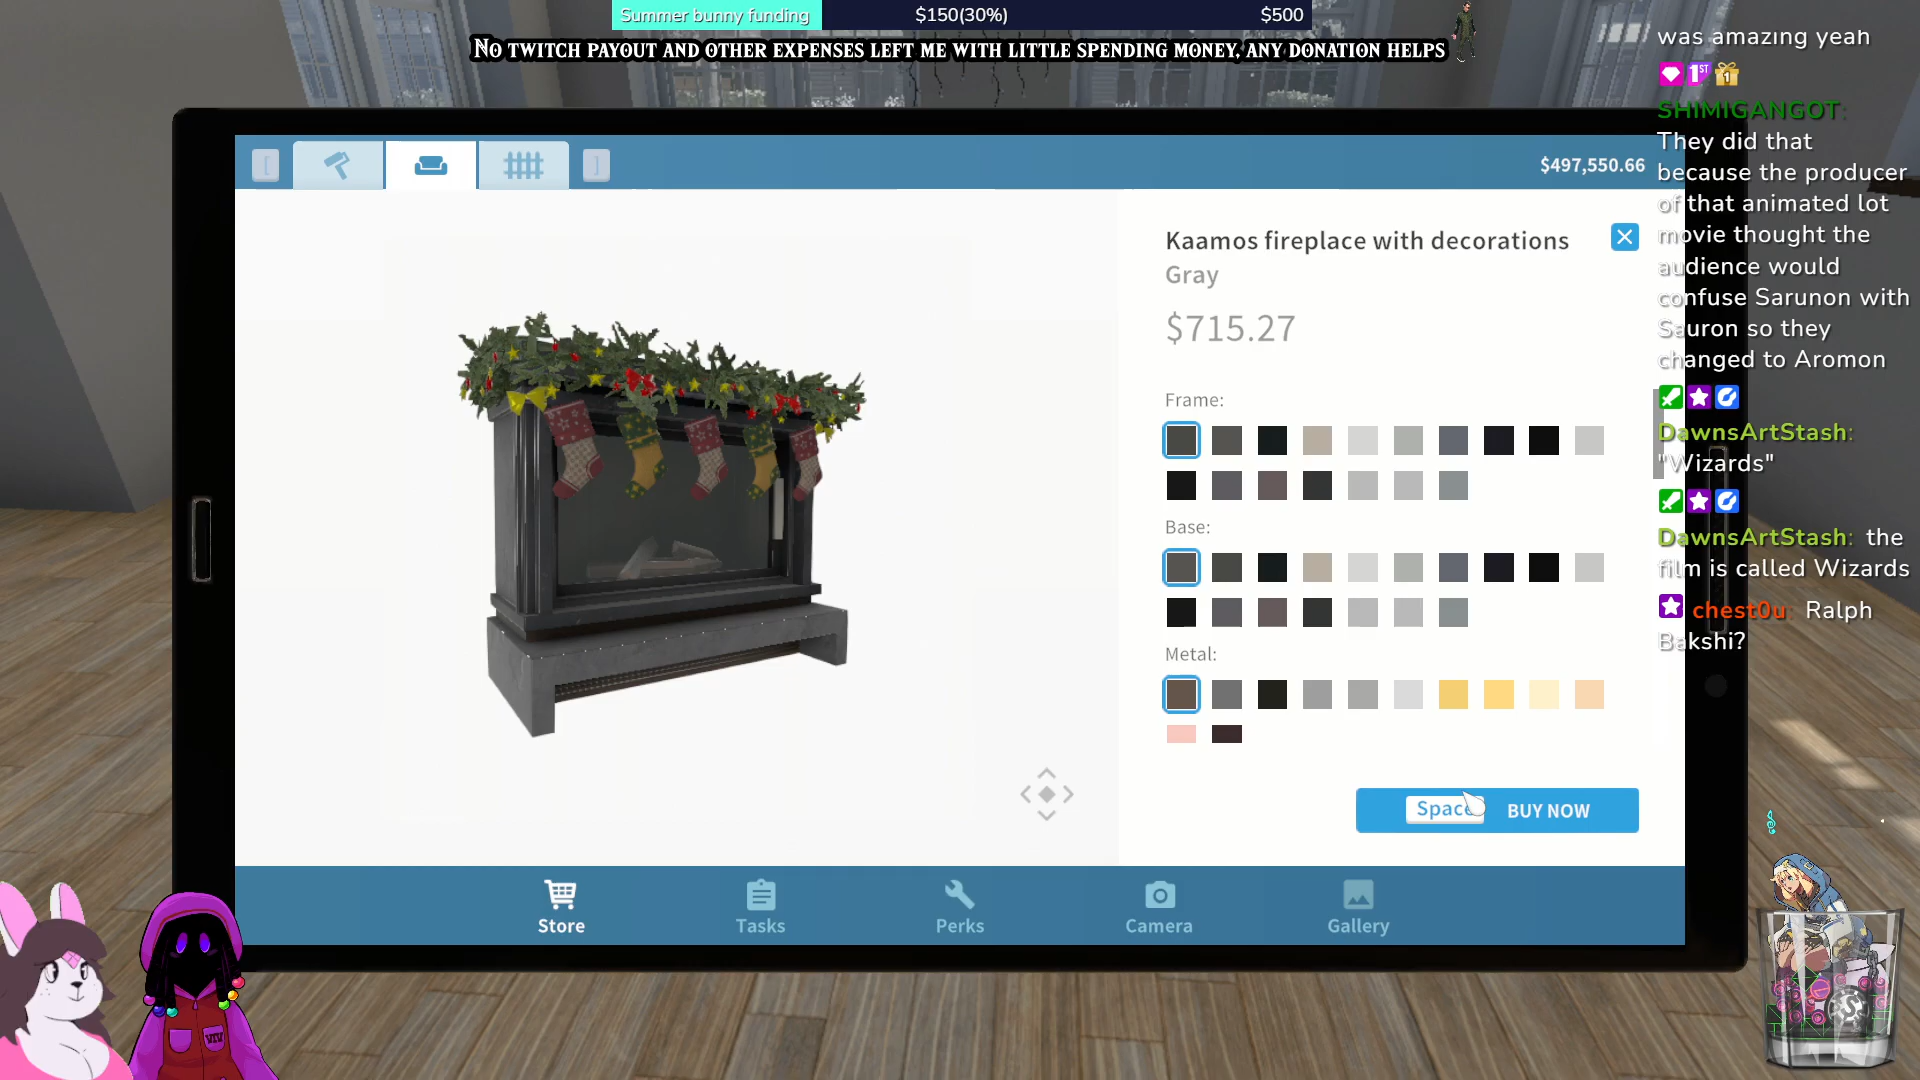 Summer bunny funding $150(30%) $500
No twitch payout and other expenses left me with little spending money, any donation helps
[ ] $497,550.66
Kaamos fireplace with decorations
Gray
$715.27
Frame:
Base:
Metal:
Space BUY NOW
Store Tasks Perks Camera Gallery
was amazing yeah
1ST 1
SHIMIGANGOT:
They did that
because the producer
of that animated lot
movie thought the
audience would
confuse Sarunon with
Sauron so they
changed to Aromon
DawnsArtStash:
"Wizards"
DawnsArtStash: the
film is called Wizards
chest0u: Ralph
Bakshi?